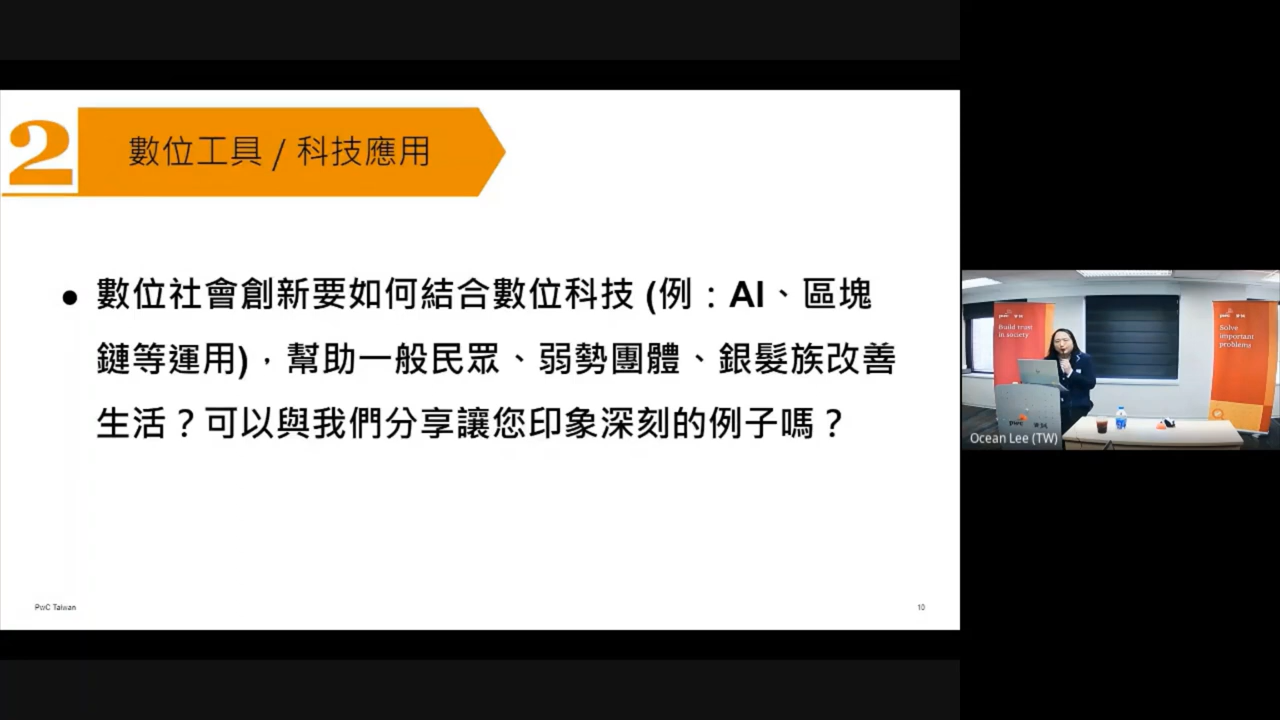 2
數位工具 / 科技應用
• 數位社會創新要如何結合數位科技 (例：AI、區塊
鏈等運用)，幫助一般民眾、弱勢團體、銀髮族改善
生活？可以與我們分享讓您印象深刻的例子嗎？
PwC Taiwan
10
pwc
Build trust
in society
pwc
Solve
important
problems
pwc
Ocean Lee (TW)